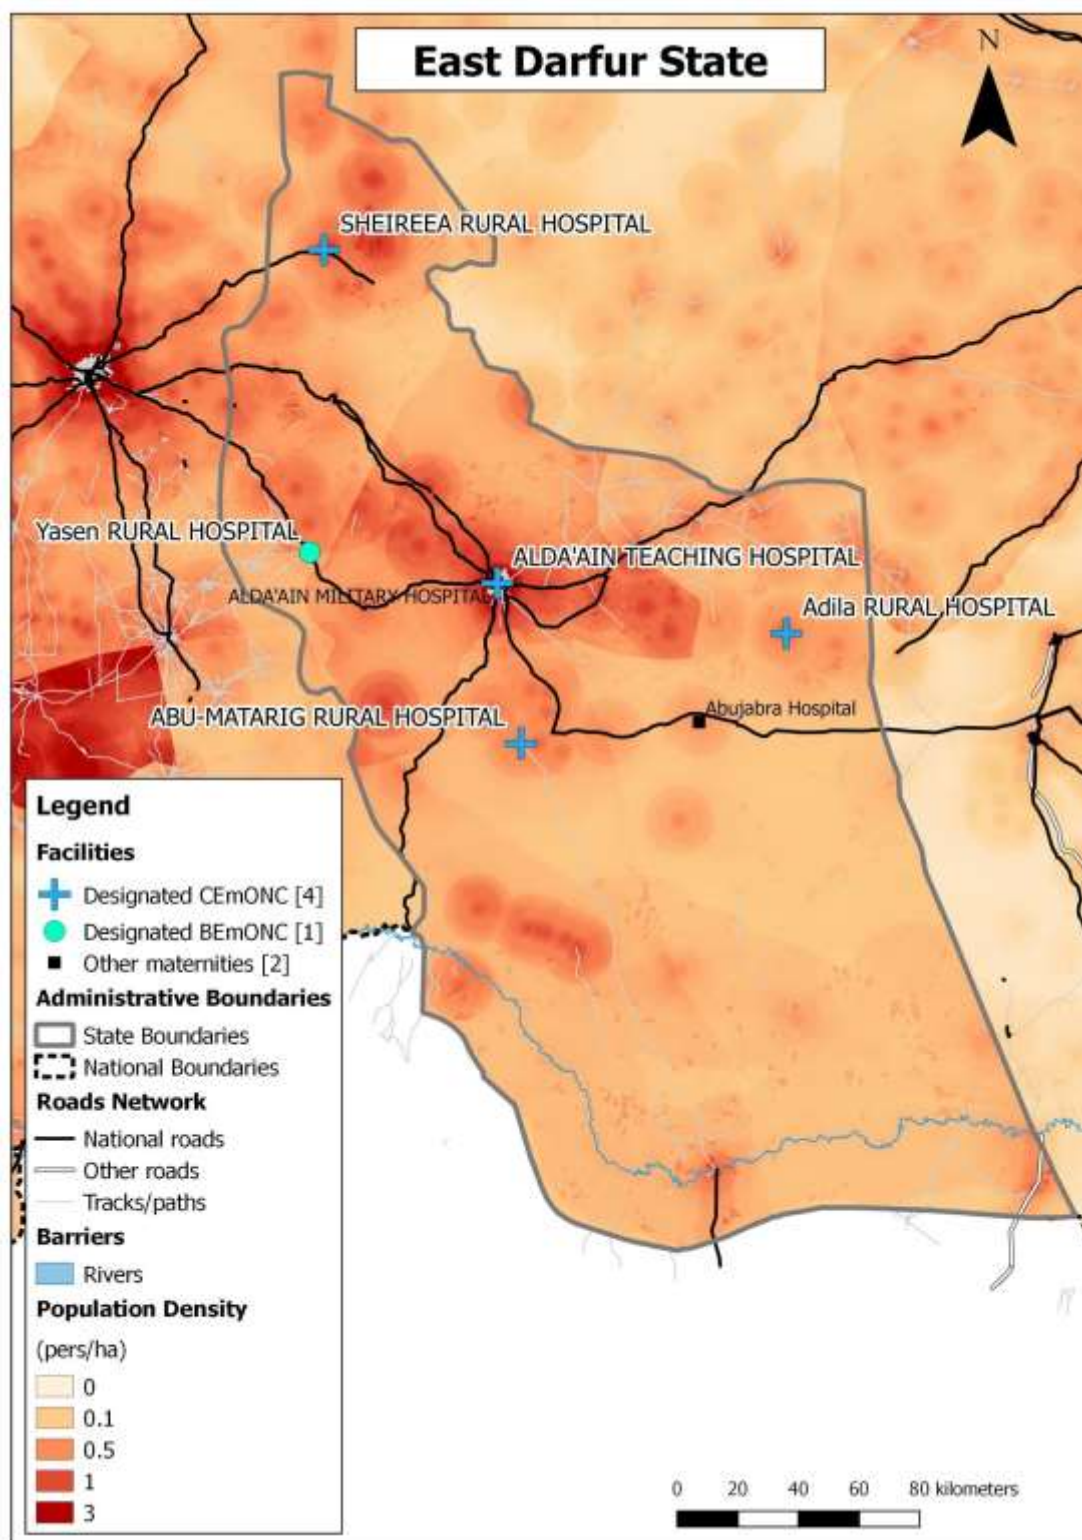 East Darfur State
N
SHEIREEA RURAL HOSPITAL
Yasen RURAL HOSPITAL
ALDA'AIN TEACHING HOSPITAL
ALDA'AIN MILITARY HOSPITAL
Adila RURAL HOSPITAL
ABU-MATARIG RURAL HOSPITAL
Abujabra Hospital
Legend
Facilities
Designated CEmONC [4]
Designated BEmONC [1]
Other maternities [2]
Administrative Boundaries
State Boundaries
National Boundaries
Roads Network
National roads
Other roads
Tracks/paths
Barriers
Rivers
Population Density
(pers/ha)
0
0.1
0.5
1
3
0 20 40 60 80 kilometers